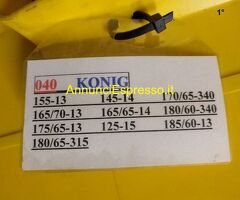 1°
040 KONIG
AnnunciEspresso.it
155-13 145-14 170/65-340
165/70-13 165/65-14 180/60-340
175/65-13 125-15 185/60-13
180/65-315